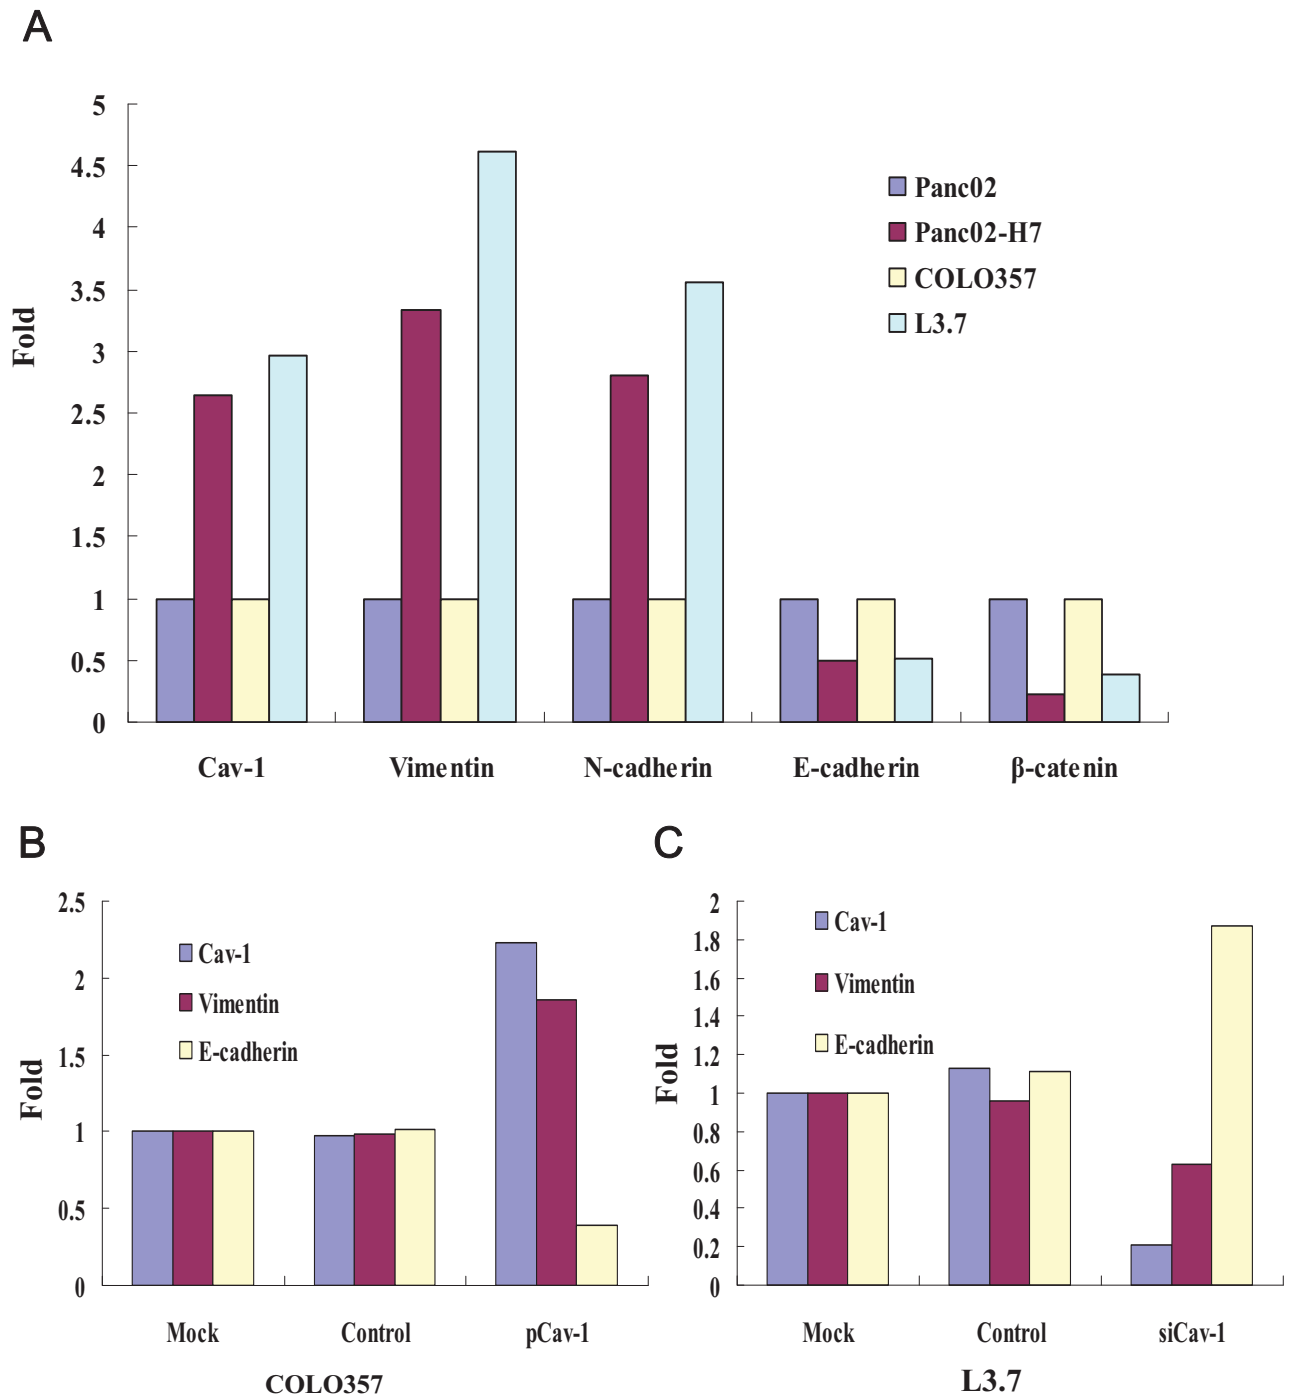 A
Fold
5
4.5
4
3.5
3
2.5
2
1.5
1
0.5
0
Panc02
Panc02-H7
COLO357
L3.7
Cav-1 Vimentin N-cadherin E-cadherin β-catenin
B
Fold
2.5
2
1.5
1
0.5
0
Cav-1
Vimentin
E-cadherin
Mock Control pCav-1
COLO357
C
Fold
2
1.8
1.6
1.4
1.2
1
0.8
0.6
0.4
0.2
0
Cav-1
Vimentin
E-cadherin
Mock Control siCav-1
L3.7